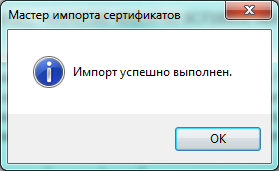 Мастер импорта сертификатов
Импорт успешно выполнен.
OK